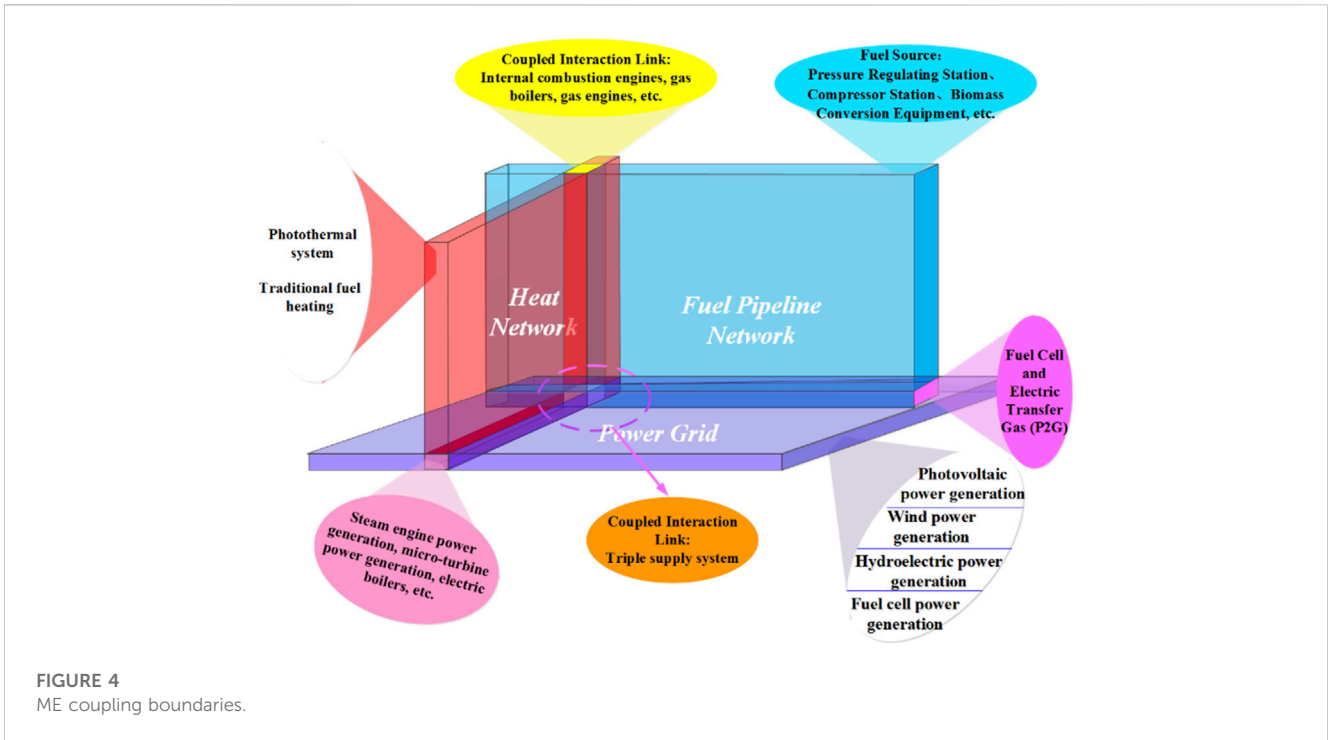 Coupled Interaction Link:
Internal combustion engines, gas
boilers, gas engines, etc.
Fuel Source:
Pressure Regulating Station、
Compressor Station、Biomass
Conversion Equipment, etc.
Photothermal
system
Traditional fuel
heating
Heat
Network
Fuel Pipeline
Network
Fuel Cell
and
Electric
Transfer
Gas (P2G)
Power Grid
Photovoltaic
power generation
Wind power
generation
Hydroelectric power
generation
Fuel cell power
generation
Steam engine power
generation, micro-turbine
power generation, electric
boilers, etc.
Coupled Interaction
Link:
Triple supply system
FIGURE 4
ME coupling boundaries.